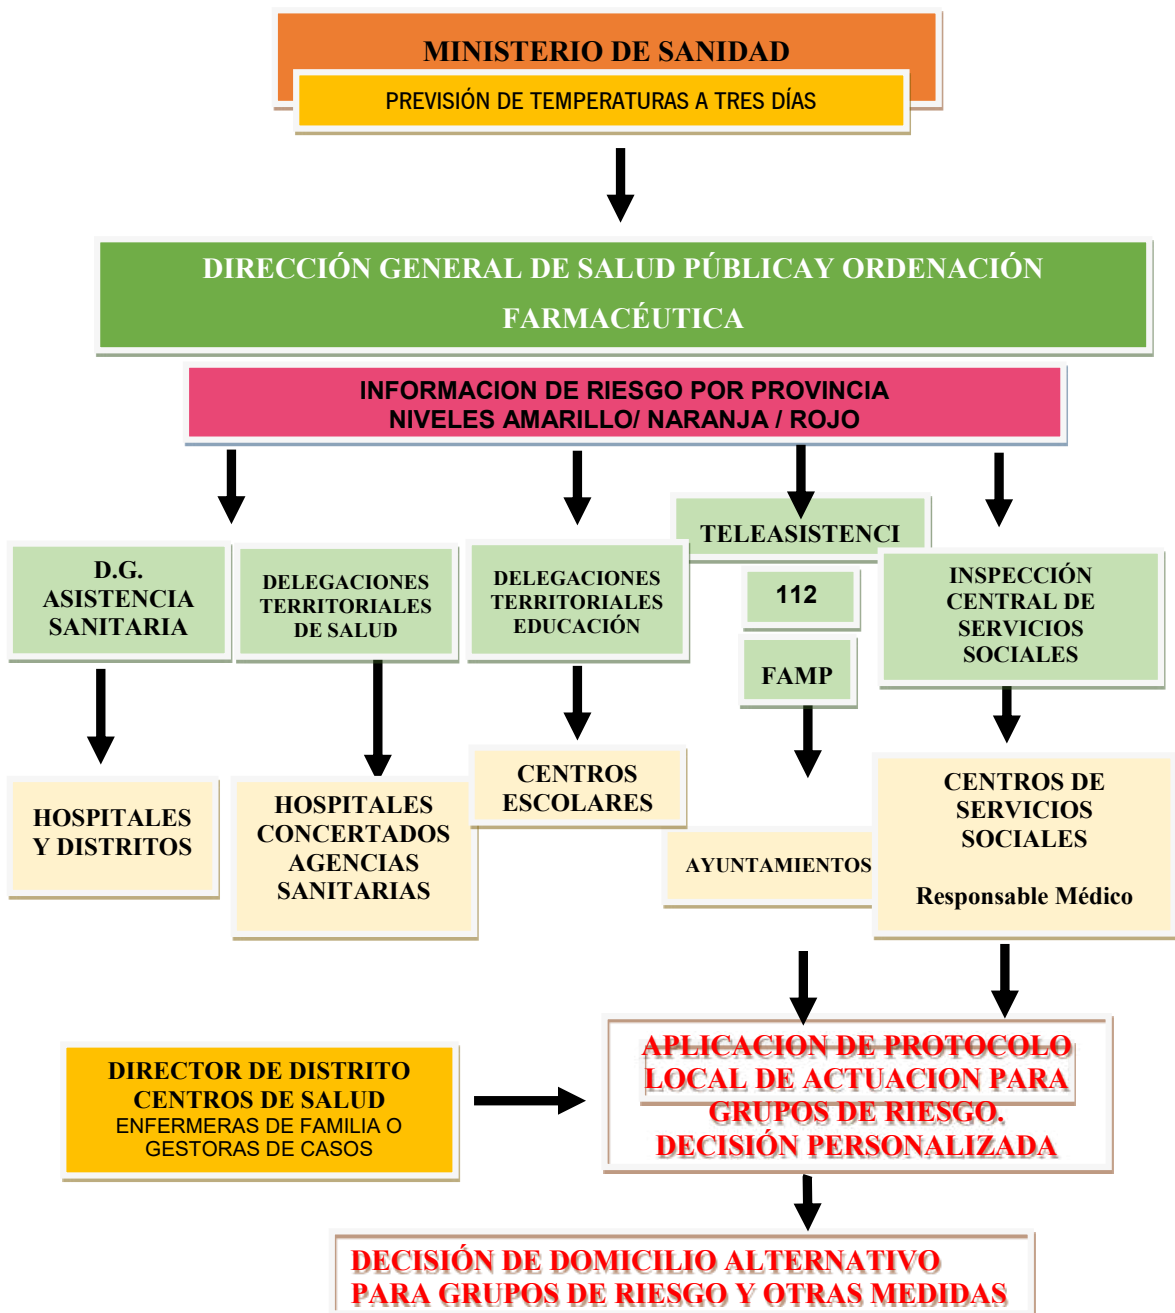 MINISTERIO DE SANIDAD
PREVISIÓN DE TEMPERATURAS A TRES DÍAS
DIRECCIÓN GENERAL DE SALUD PÚBLICAY ORDENACIÓN
FARMACÉUTICA
INFORMACION DE RIESGO POR PROVINCIA
NIVELES AMARILLO/ NARANJA / ROJO
D.G.
ASISTENCIA
SANITARIA
DELEGACIONES
TERRITORIALES
DE SALUD
DELEGACIONES
TERRITORIALES
EDUCACIÓN
TELEASISTENCI
112
FAMP
INSPECCIÓN
CENTRAL DE
SERVICIOS
SOCIALES
HOSPITALES
Y DISTRITOS
HOSPITALES
CONCERTADOS
AGENCIAS
SANITARIAS
CENTROS
ESCOLARES
AYUNTAMIENTOS
CENTROS DE
SERVICIOS
SOCIALES
Responsable Médico
DIRECTOR DE DISTRITO
CENTROS DE SALUD
ENFERMERAS DE FAMILIA O
GESTORAS DE CASOS
APLICACION DE PROTOCOLO
LOCAL DE ACTUACION PARA
GRUPOS DE RIESGO.
DECISIÓN PERSONALIZADA
DECISIÓN DE DOMICILIO ALTERNATIVO
PARA GRUPOS DE RIESGO Y OTRAS MEDIDAS